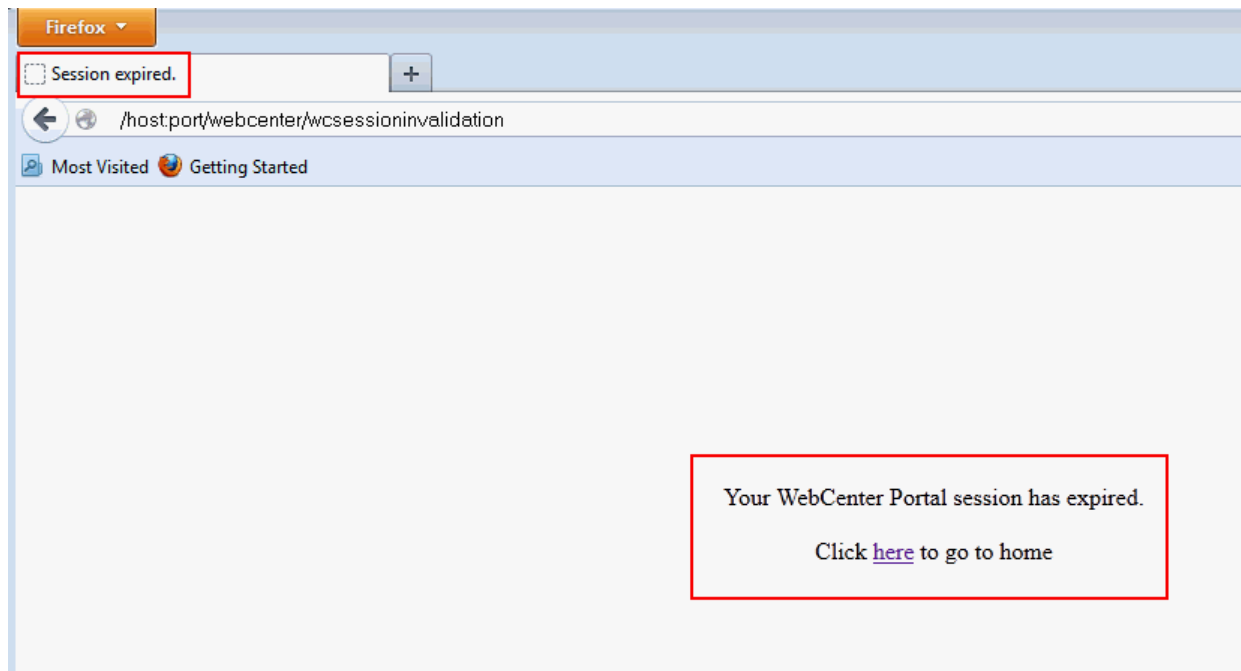 Firefox
Session expired.
+
/host:port/webcenter/wcsessioninvalidation
Most Visited Getting Started
Your WebCenter Portal session has expired.
Click here to go to home